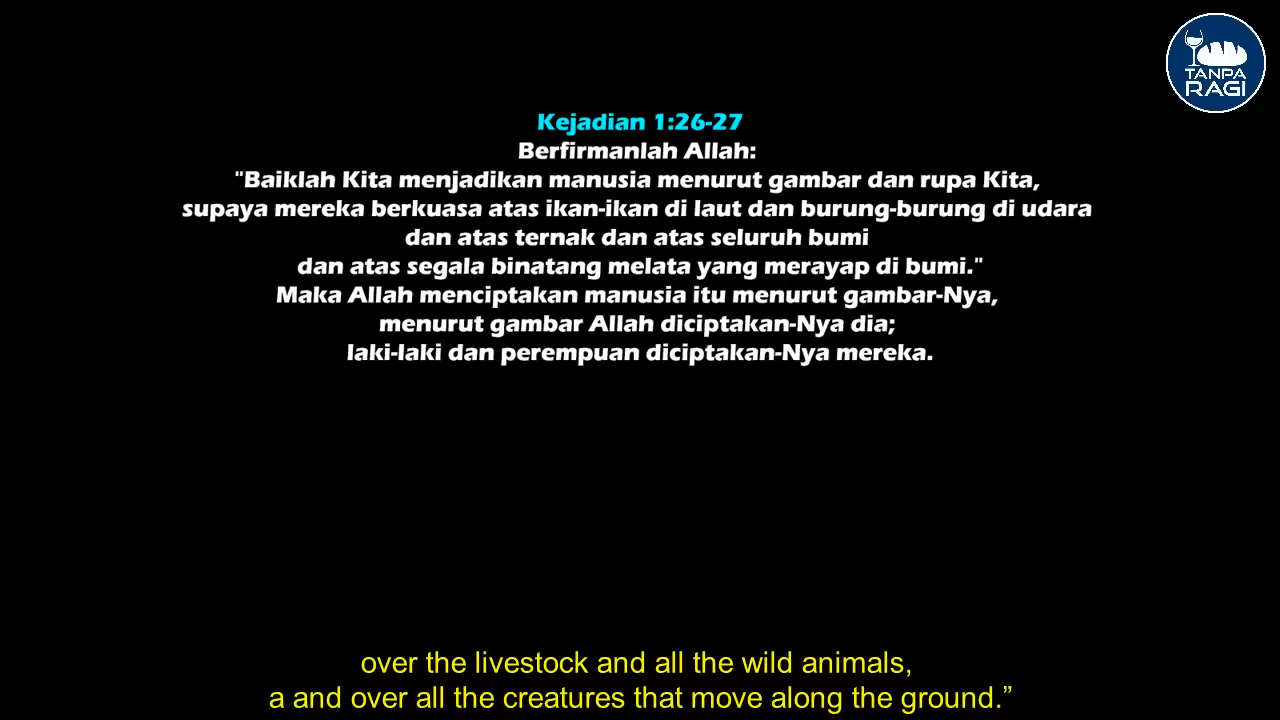 TANPA
RAGI
Kejadian 1:26-27
Berfirmanlah Allah:
"Baiklah Kita menjadikan manusia menurut gambar dan rupa Kita,
supaya mereka berkuasa atas ikan-ikan di laut dan burung-burung di udara
dan atas ternak dan atas seluruh bumi
dan atas segala binatang melata yang merayap di bumi."
Maka Allah menciptakan manusia itu menurut gambar-Nya,
menurut gambar Allah diciptakan-Nya dia;
laki-laki dan perempuan diciptakan-Nya mereka.
over the livestock and all the wild animals,
a and over all the creatures that move along the ground.”